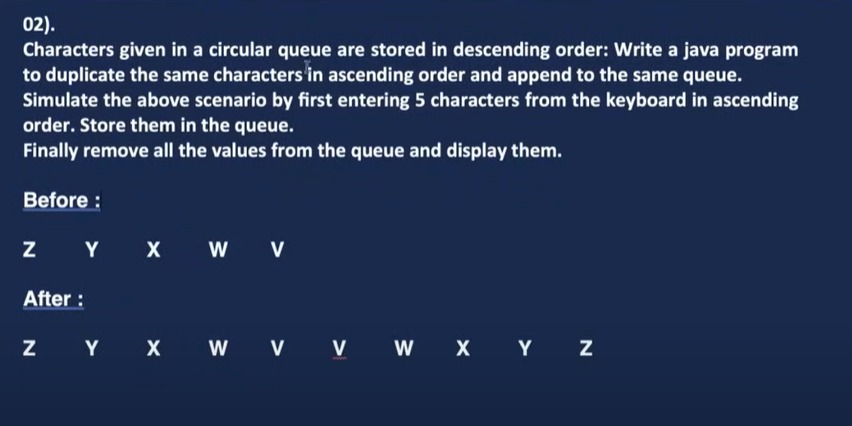 02).
Characters given in a circular queue are stored in descending order: Write a java program
to duplicate the same characters in ascending order and append to the same queue.
Simulate the above scenario by first entering 5 characters from the keyboard in ascending
order. Store them in the queue.
Finally remove all the values from the queue and display them.
Before :
Z Y X W V
After :
Z Y X W V V W X Y Z